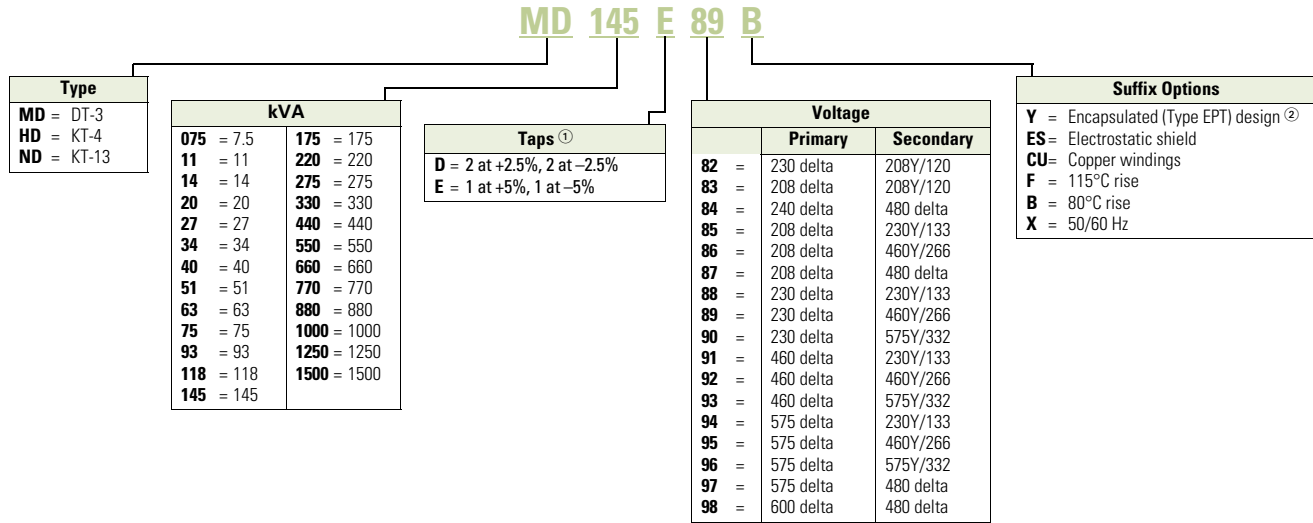 MD 145 E 89 B
Type
MD = DT-3
HD = KT-4
ND = KT-13
kVA
075 = 7.5
11 = 11
14 = 14
20 = 20
27 = 27
34 = 34
40 = 40
51 = 51
63 = 63
75 = 75
93 = 93
118 = 118
145 = 145
175 = 175
220 = 220
275 = 275
330 = 330
440 = 440
550 = 550
660 = 660
770 = 770
880 = 880
1000 = 1000
1250 = 1250
1500 = 1500
Taps ①
D = 2 at +2.5%, 2 at –2.5%
E = 1 at +5%, 1 at –5%
Voltage
Primary Secondary
82 = 230 delta 208Y/120
83 = 208 delta 208Y/120
84 = 240 delta 480 delta
85 = 208 delta 230Y/133
86 = 208 delta 460Y/266
87 = 208 delta 480 delta
88 = 230 delta 230Y/133
89 = 230 delta 460Y/266
90 = 230 delta 575Y/332
91 = 460 delta 230Y/133
92 = 460 delta 460Y/266
93 = 460 delta 575Y/332
94 = 575 delta 230Y/133
95 = 575 delta 460Y/266
96 = 575 delta 575Y/332
97 = 575 delta 480 delta
98 = 600 delta 480 delta
Suffix Options
Y = Encapsulated (Type EPT) design ②
ES = Electrostatic shield
CU = Copper windings
F = 115°C rise
B = 80°C rise
X = 50/60 Hz